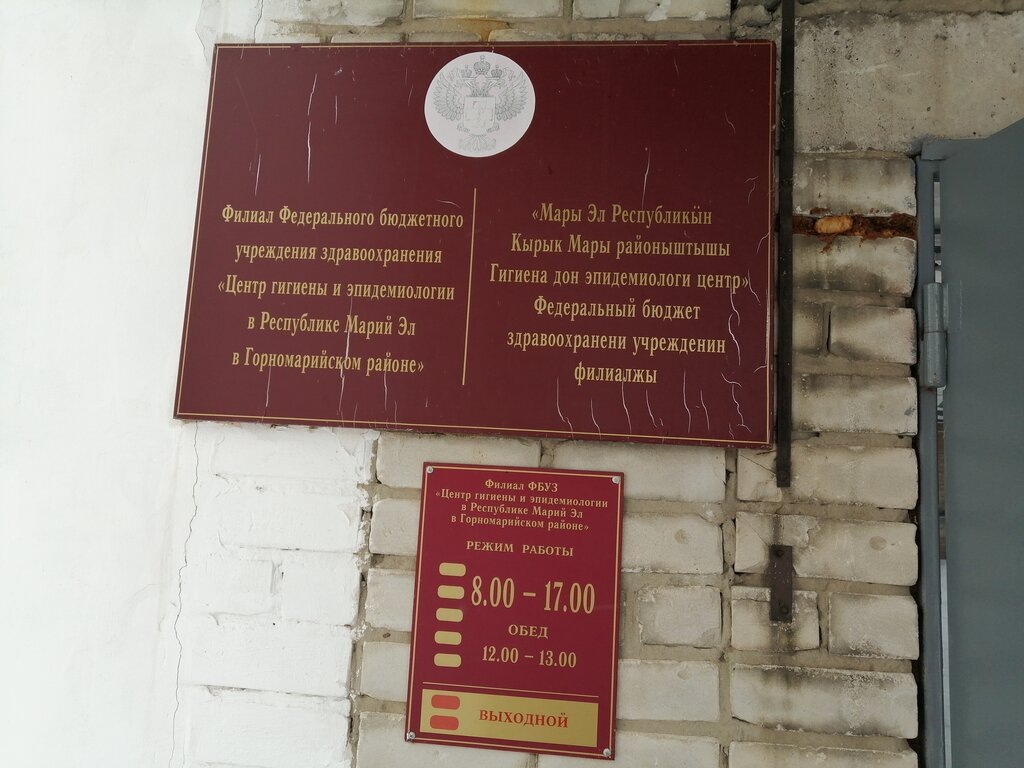 Филиал Федерального бюджетного
учреждения здравоохранения
«Центр гигиены и эпидемиологии
в Республике Марий Эл
в Горномарийском районе»
«Мары Эл Республикӹн
Кырык Мары районыштышы
Гигиена дон эпидемиологи центр»
Федеральный бюджет
здравоохранени учрежденин
филиалжы
Филиал ФБУЗ
«Центр гигиены и эпидемиологии
в Республике Марий Эл
в Горномарийском районе»
РЕЖИМ РАБОТЫ
8.00 – 17.00
ОБЕД
12.00 – 13.00
ВЫХОДНОЙ